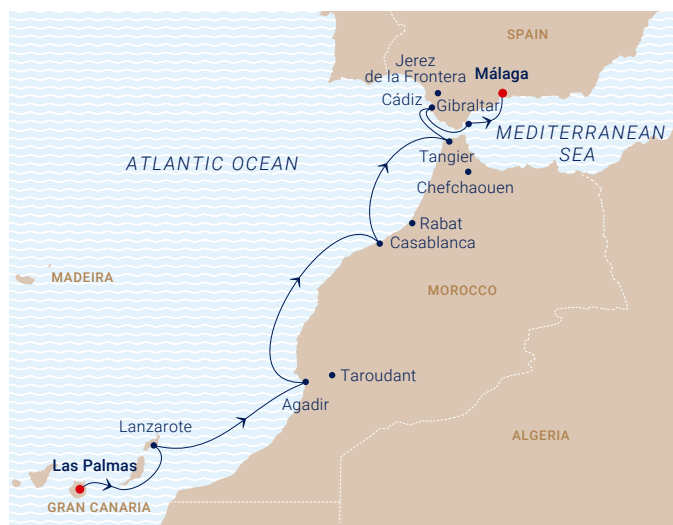 SPAIN
Jerez
de la Frontera
Málaga
Cádiz
Gibraltar
MEDITERRANEAN
SEA
ATLANTIC OCEAN
Tangier
Chefchaouen
Rabat
Casablanca
MADEIRA
MOROCCO
Taroudant
Agadir
Lanzarote
ALGERIA
Las Palmas
GRAN CANARIA